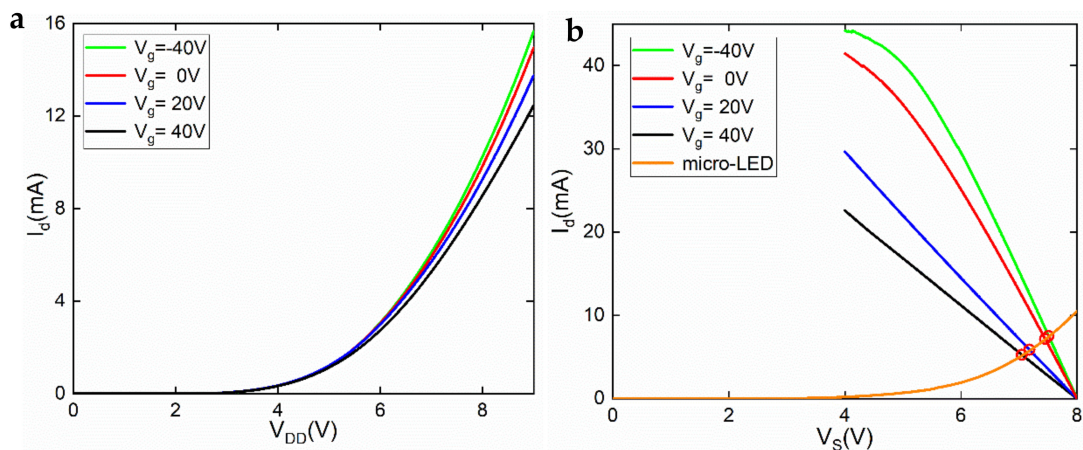 a
16
12
8
4
0
I_d(mA)
V_g=-40V
V_g= 0V
V_g= 20V
V_g= 40V
0 2 4 6 8
V_DD(V)
b
40
30
20
10
0
I_d(mA)
V_g=-40V
V_g= 0V
V_g= 20V
V_g= 40V
micro-LED
0 2 4 6 8
V_S(V)